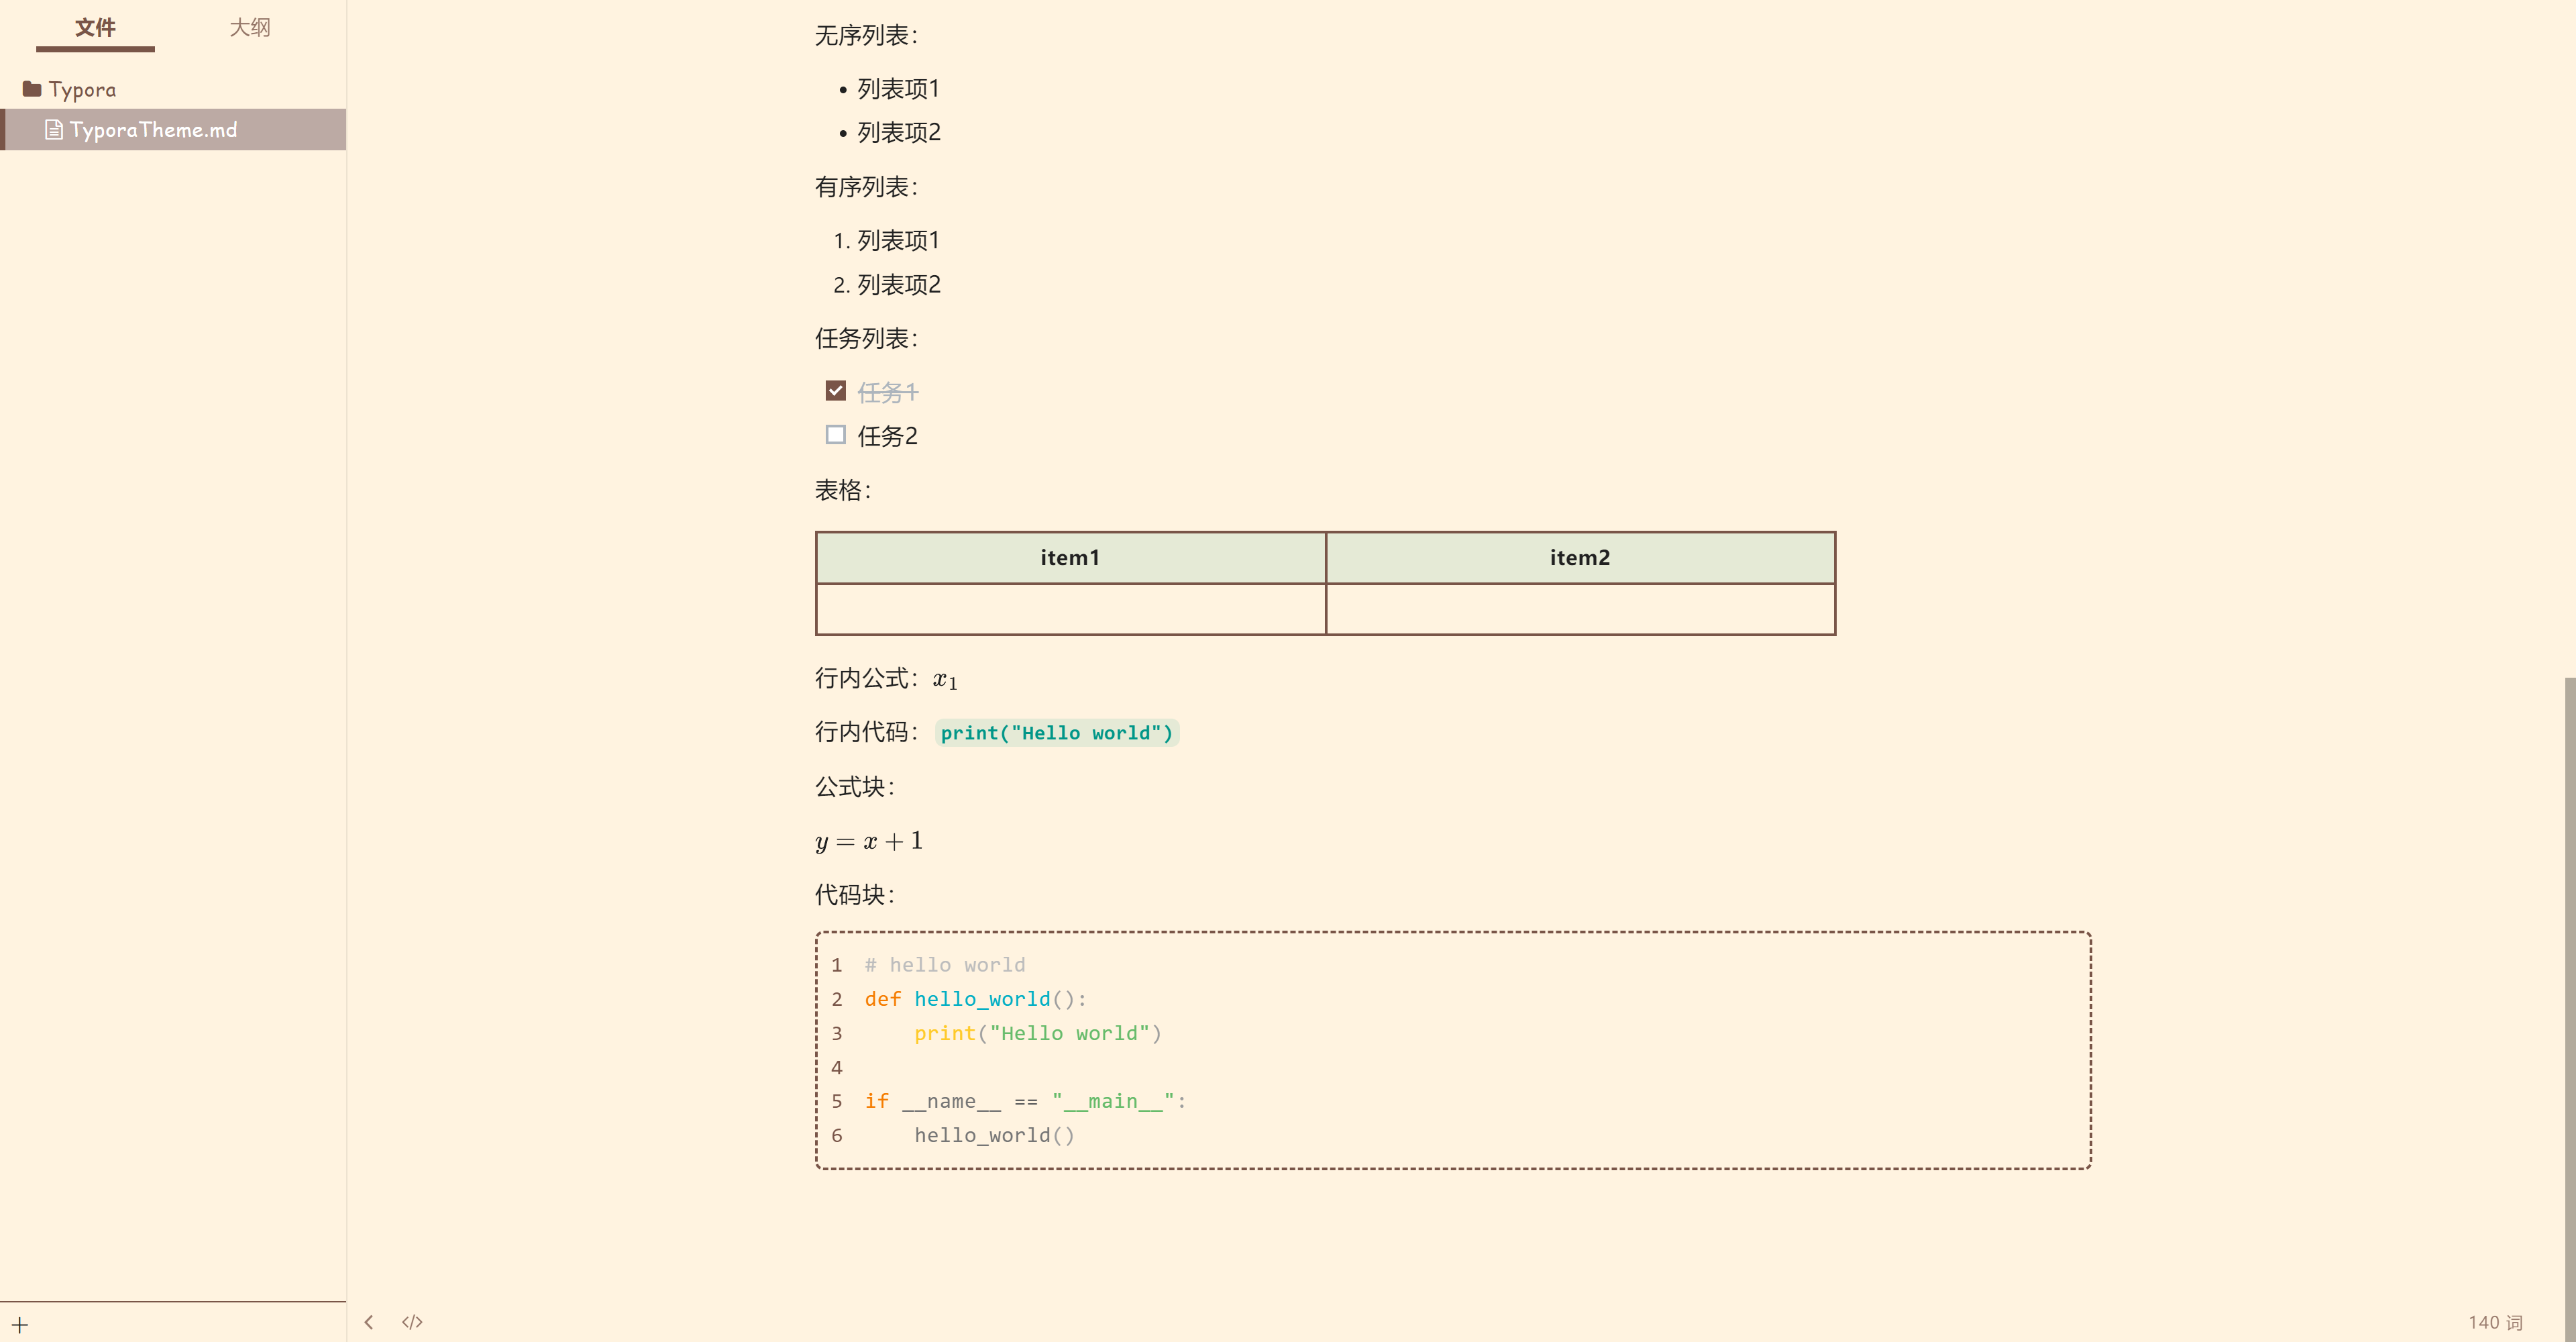 文件 大纲
Typora
TyporaTheme.md
无序列表：
• 列表项1
• 列表项2
有序列表：
1. 列表项1
2. 列表项2
任务列表：
任务1
任务2
表格：
item1 item2
行内公式：x₁
行内代码：print("Hello world")
公式块：
y = x + 1
代码块：
1 # hello world
2 def hello_world():
3     print("Hello world")
4
5 if __name__ == "__main__":
6     hello_world()
+ < </> 140 词